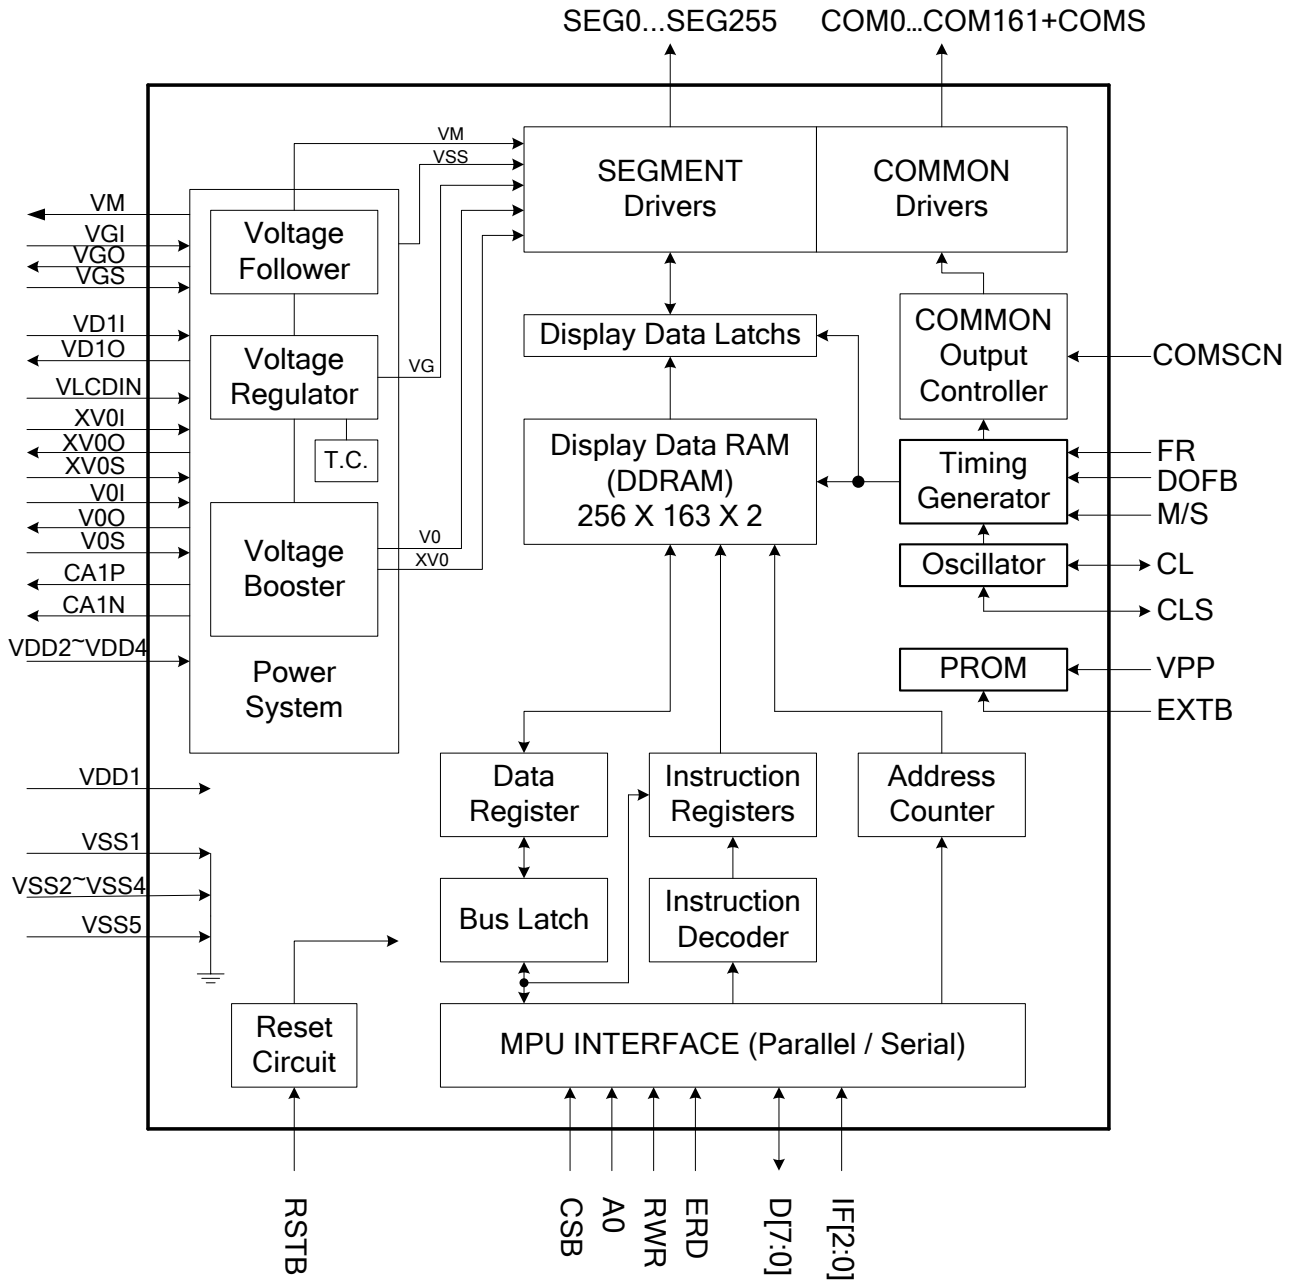 SEG0...SEG255
COM0...COM161+COMS
VM
VSS
SEGMENT
Drivers
COMMON
Drivers
VM
VGI
VGO
VGS
VD1I
VD1O
VLCDIN
XV0I
XV0O
XV0S
V0I
V0O
V0S
CA1P
CA1N
VDD2~VDD4
Voltage
Follower
Voltage
Regulator
T.C.
VG
Voltage
Booster
V0
XV0
Power
System
Display Data Latchs
Display Data RAM
(DDRAM)
256 X 163 X 2
COMMON
Output
Controller
COMSCN
Timing
Generator
FR
DOFB
M/S
Oscillator
CL
CLS
PROM
VPP
EXTB
VDD1
VSS1
VSS2~VSS4
VSS5
Data
Register
Instruction
Registers
Address
Counter
Bus Latch
Instruction
Decoder
Reset
Circuit
MPU INTERFACE (Parallel / Serial)
RSTB
CSB
A0
RWR
ERD
D[7:0]
IF[2:0]